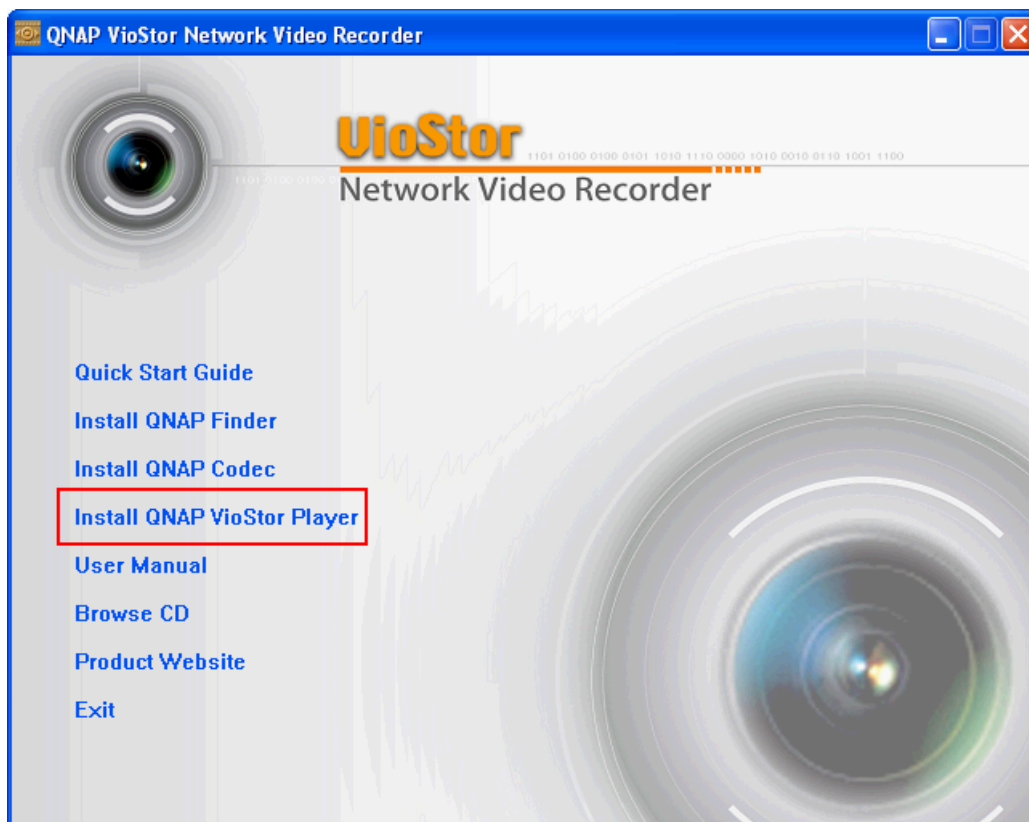 QNAP VioStor Network Video Recorder
VioStor
1101 0100 0100 0101 1010 1110 0000 1010 0010 0110 1001 1100
Network Video Recorder
Quick Start Guide
Install QNAP Finder
Install QNAP Codec
Install QNAP VioStor Player
User Manual
Browse CD
Product Website
Exit